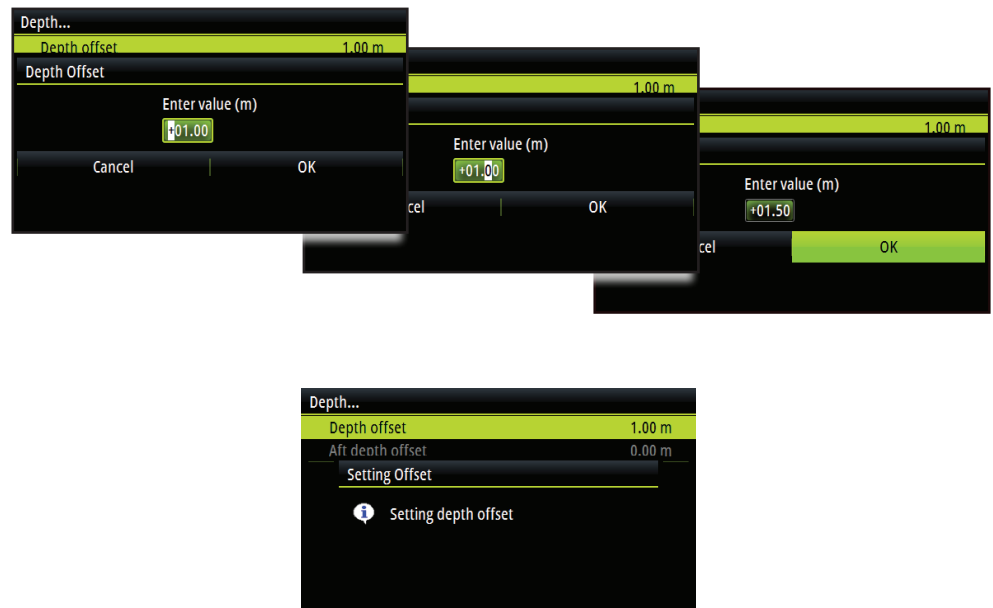 Depth...
Depth offset 1.00 m
Depth Offset
Enter value (m)
+01.00
Cancel OK
1.00 m
Enter value (m)
+01.00
cel OK
1.00 m
Enter value (m)
+01.50
cel OK
Depth...
Depth offset 1.00 m
Aft depth offset 0.00 m
Setting Offset
Setting depth offset